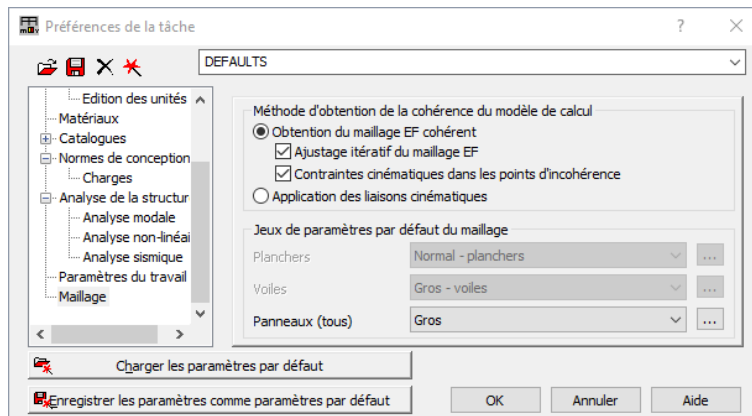 Préférences de la tâche
DEFAULTS
Edition des unités
Matériaux
Catalogues
Normes de conception
Charges
Analyse de la structur
Analyse modale
Analyse non-linéai
Analyse sismique
Paramètres du travail
Maillage
Méthode d'obtention de la cohérence du modèle de calcul
Obtention du maillage EF cohérent
Ajustage itératif du maillage EF
Contraintes cinématiques dans les points d'incohérence
Application des liaisons cinématiques
Jeux de paramètres par défaut du maillage
Planchers Normal - planchers ...
Voiles Gros - voiles ...
Panneaux (tous) Gros ...
Charger les paramètres par défaut
Enregistrer les paramètres comme paramètres par défaut
OK Annuler Aide